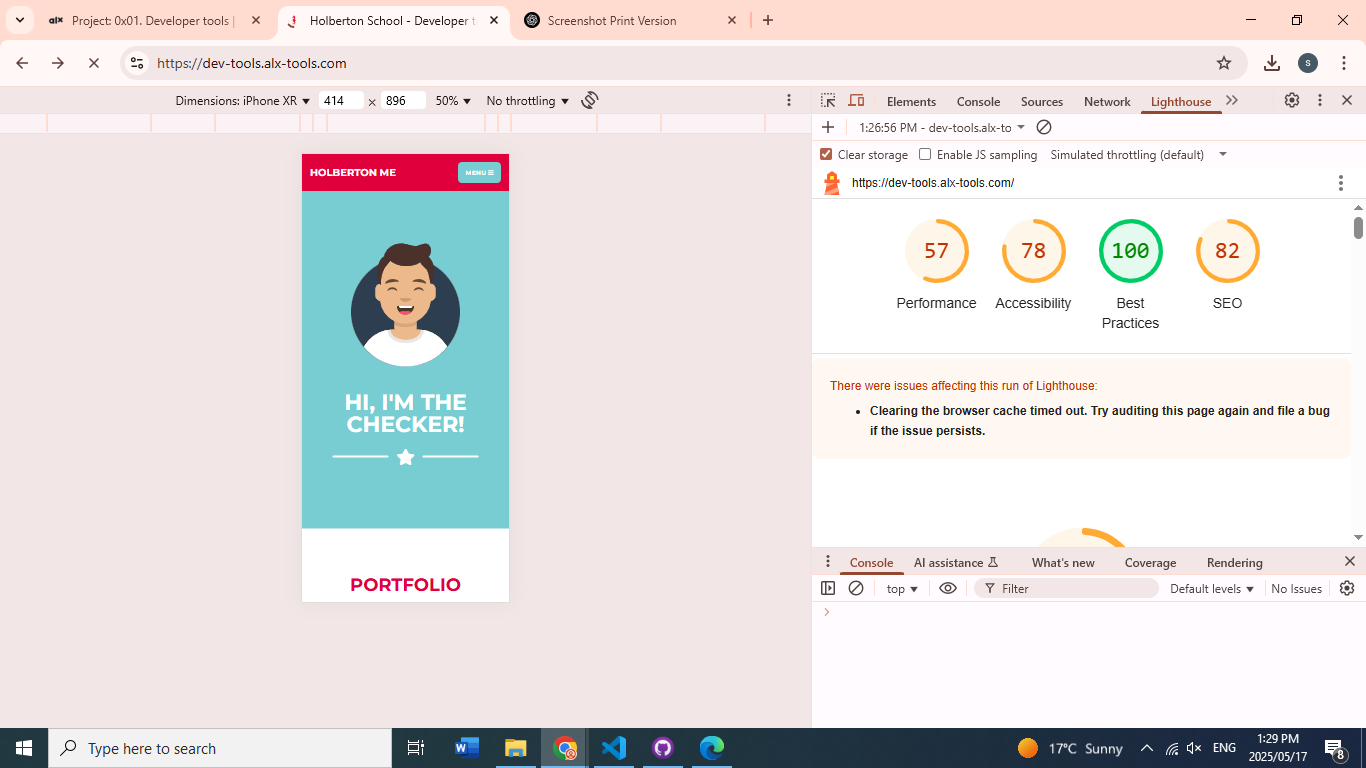 alx Project: 0x01. Developer tools |
Holberton School - Developer t
Screenshot Print Version
https://dev-tools.alx-tools.com
S
Dimensions: iPhone XR 414 × 896 50% No throttling
Elements Console Sources Network Lighthouse
1:26:56 PM - dev-tools.alx-to
Clear storage Enable JS sampling Simulated throttling (default)
https://dev-tools.alx-tools.com/
HOLBERTON ME
MENU
HI, I'M THE
CHECKER!
PORTFOLIO
57 78 100 82
Performance Accessibility Best SEO
Practices
There were issues affecting this run of Lighthouse:
• Clearing the browser cache timed out. Try auditing this page again and file a bug
if the issue persists.
Console AI assistance What's new Coverage Rendering
top Filter Default levels No Issues
Type here to search
17°C Sunny
ENG
1:29 PM
2025/05/17
8